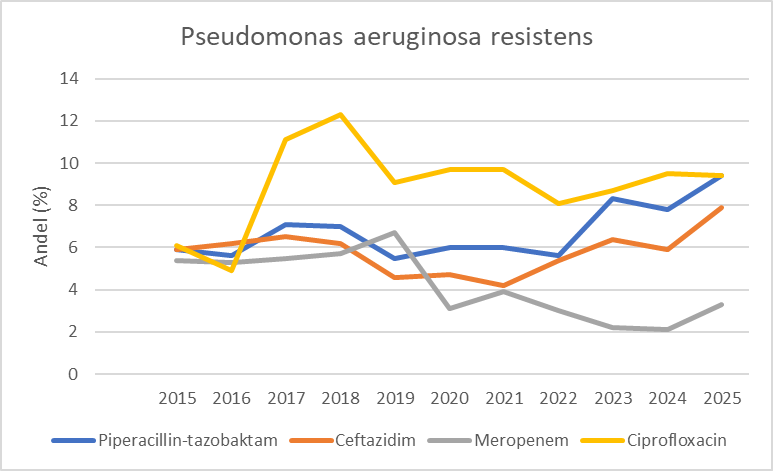 Pseudomonas aeruginosa resistens
14
12
10
8
6
4
2
0
Andel (%)
2015 2016 2017 2018 2019 2020 2021 2022 2023 2024 2025
Piperacillin-tazobaktam Ceftazidim Meropenem Ciprofloxacin